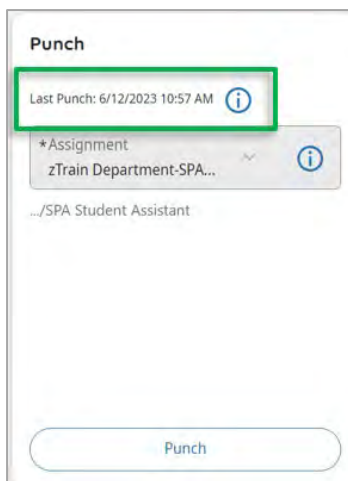 Punch
Last Punch: 6/12/2023 10:57 AM
*Assignment
zTrain Department-SPA...
.../SPA Student Assistant
Punch